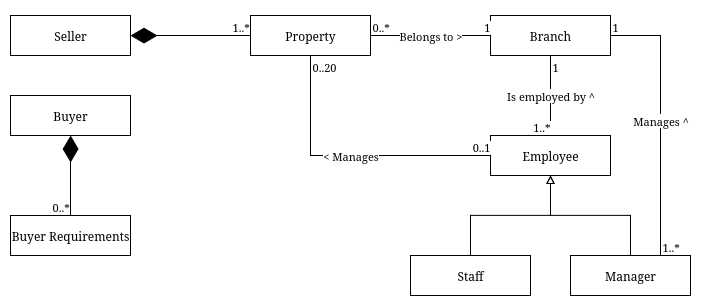 Seller
1..*
Property
0..*
Belongs to >
1
Branch
1
0..20
1
Is employed by ^
Buyer
Manages ^
1..*
0..1
< Manages
Employee
0..*
Buyer Requirements
1..*
Staff
Manager